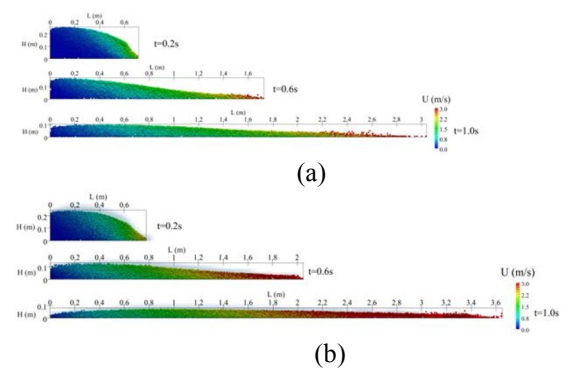 L (m)
0 0,2 0,4 0,6
H (m) 0.2 0.1 0
t=0.2s
L (m)
0 0,2 0,4 0,6 0,8 1 1,2 1,4 1,6
H (m) 0.1 0
t=0.6s
U (m/s)
3.0
2.2
1.5
0.8
0.0
L (m)
0 0,2 0,4 0,6 0,8 1 1,2 1,4 1,6 1,8 2 2,2 2,4 2,6 2,8 3
H (m) 0.1 0
t=1.0s
(a)
L (m)
0 0,2 0,4 0,6
H (m) 0.2 0.1 0
t=0.2s
L (m)
0 0,2 0,4 0,6 0,8 1 1,2 1,4 1,6 1,8 2
H (m) 0.1 0
t=0.6s
U (m/s)
3.0
2.2
1.5
0.8
0.0
L (m)
0 0,2 0,4 0,6 0,8 1 1,2 1,4 1,6 1,8 2 2,2 2,4 2,6 2,8 3 3,2 3,4 3,6
H (m) 0.1 0
t=1.0s
(b)